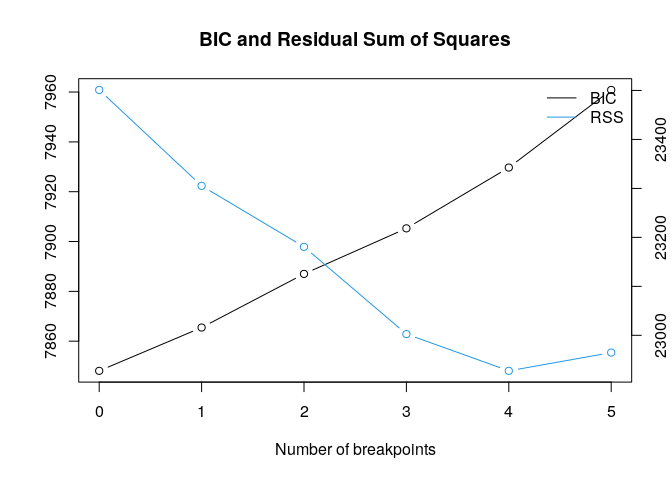 BIC and Residual Sum of Squares
BIC
RSS
7960
7940
7920
7900
7880
7860
23400
23200
23000
0 1 2 3 4 5
Number of breakpoints